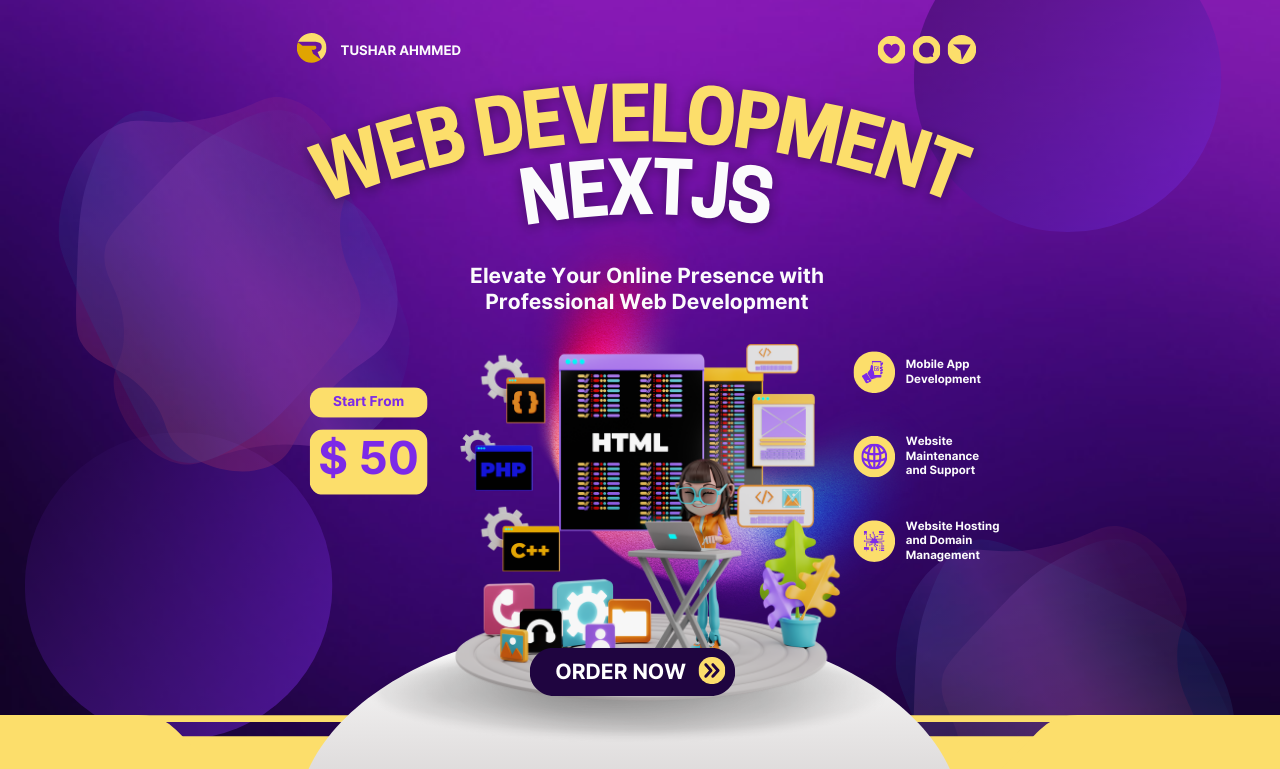 TUSHAR AHMMED
WEB DEVELOPMENT
NEXTJS
Elevate Your Online Presence with
Professional Web Development
Start From
$ 50
{ }
PHP
C++
HTML
</>
</>
Mobile App
Development
Website
Maintenance
and Support
Website Hosting
and Domain
Management
ORDER NOW